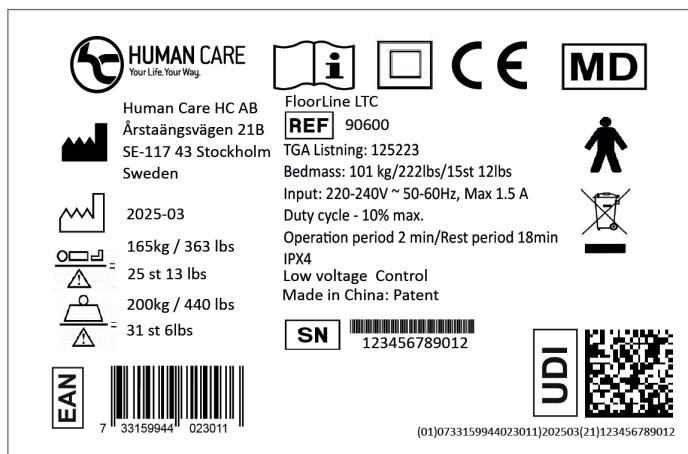 HUMAN CARE
Your Life.Your Way.
MD
Human Care HC AB
Årstaängsvägen 21B
SE-117 43 Stockholm
Sweden
2025-03
165kg / 363 lbs
=
25 st 13 lbs
200kg / 440 lbs
=
31 st 6lbs
FloorLine LTC
REF 90600
TGA Listning: 125223
Bedmass: 101 kg/222lbs/15st 12lbs
Input: 220-240V ~ 50-60Hz, Max 1.5 A
Duty cycle - 10% max.
Operation period 2 min/Rest period 18min
IPX4
Low voltage  Control
Made in China: Patent
SN
123456789012
EAN
7 33159944 023011
UDI
(01)0733159944023011)202503(21)123456789012